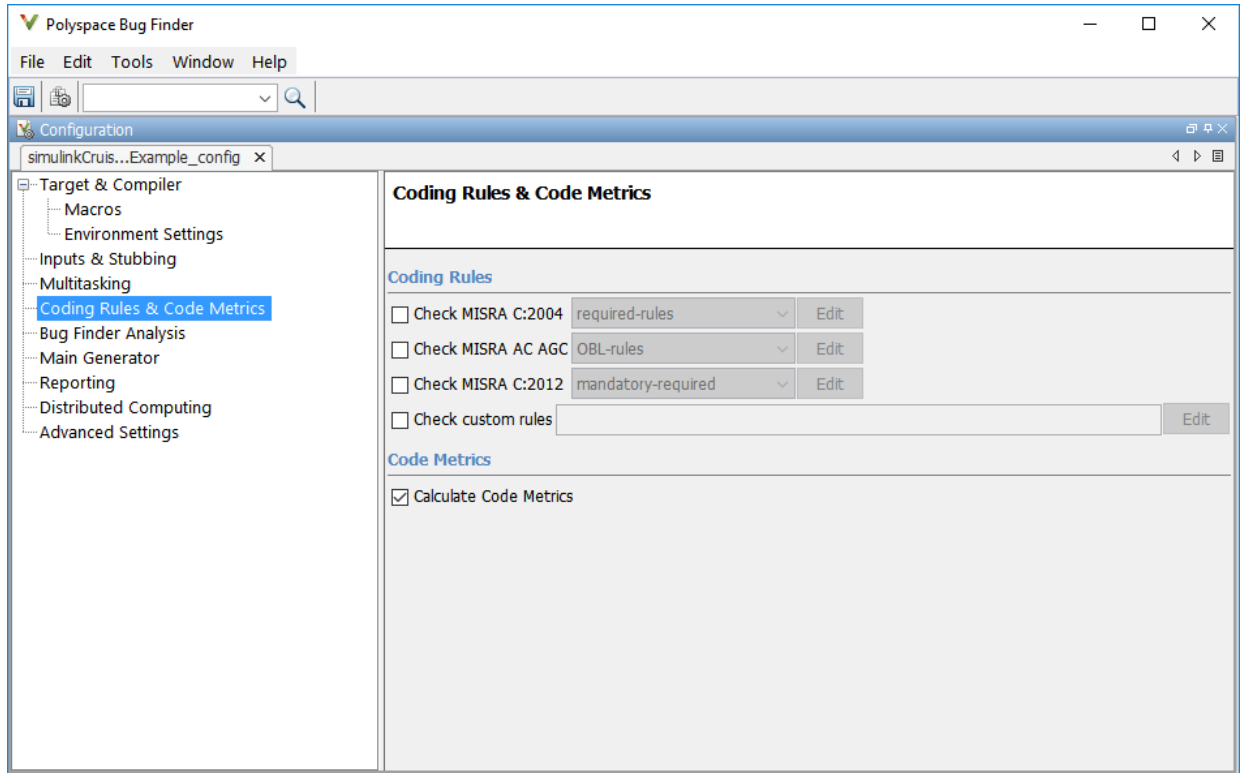 Polyspace Bug Finder
File Edit Tools Window Help
Configuration
simulinkCruis...Example_config
Target & Compiler
Macros
Environment Settings
Inputs & Stubbing
Multitasking
Coding Rules & Code Metrics
Bug Finder Analysis
Main Generator
Reporting
Distributed Computing
Advanced Settings
Coding Rules & Code Metrics
Coding Rules
Check MISRA C:2004 required-rules Edit
Check MISRA AC AGC OBL-rules Edit
Check MISRA C:2012 mandatory-required Edit
Check custom rules Edit
Code Metrics
Calculate Code Metrics